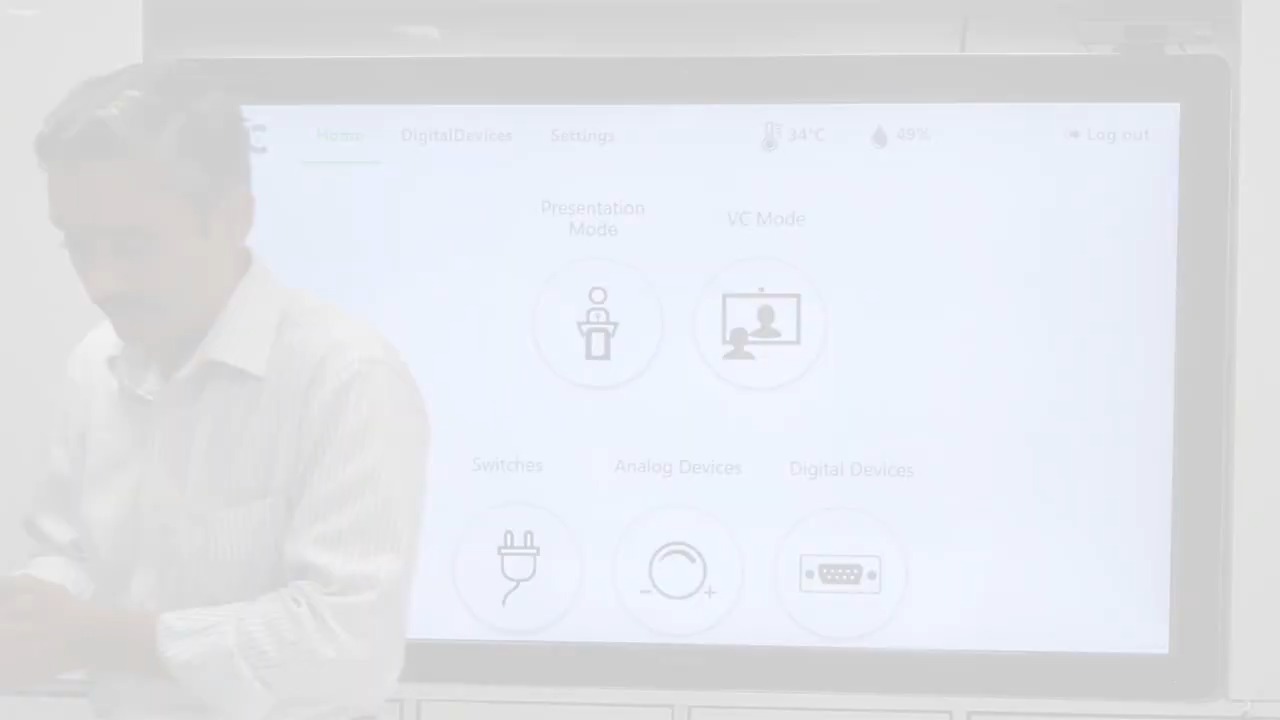 Home DigitalDevices Settings 34°C 49% Log out
Presentation
Mode
VC Mode
Switches Analog Devices Digital Devices